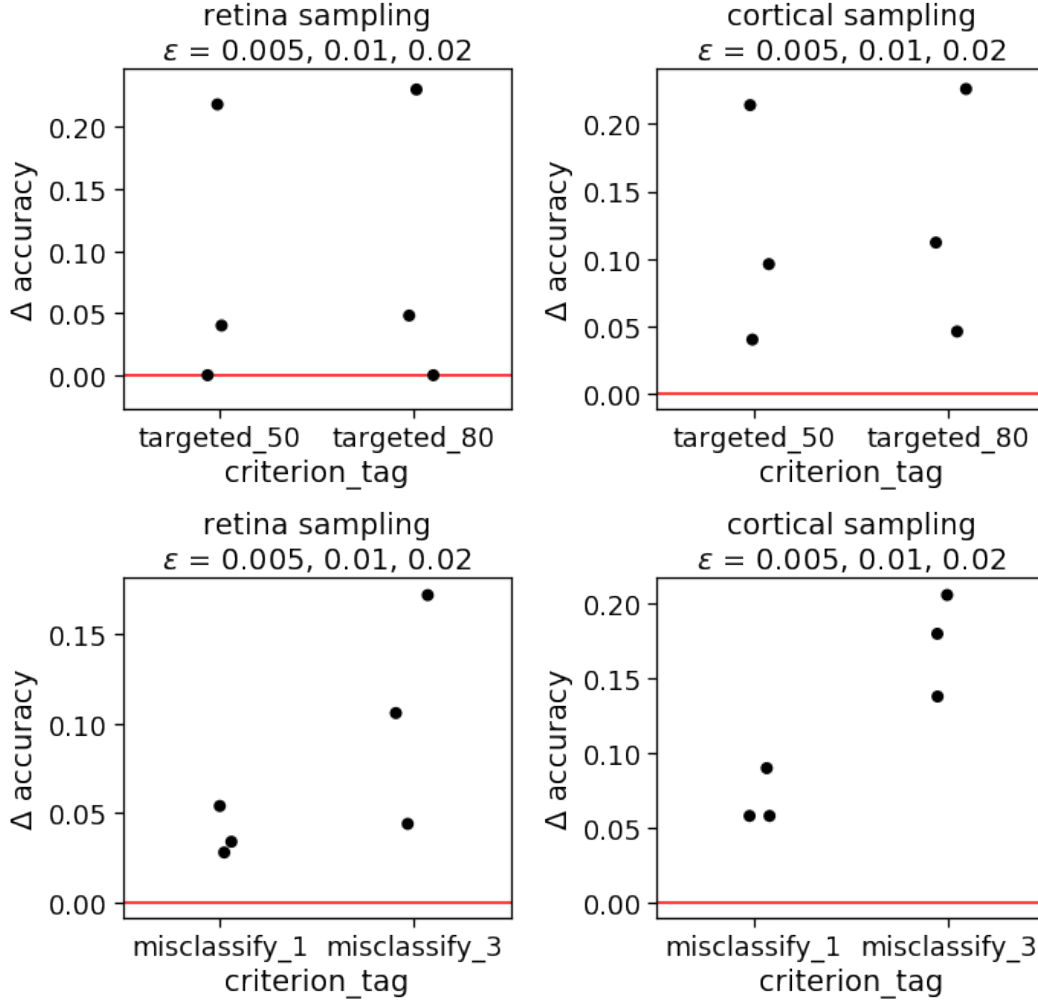 retina sampling
ε = 0.005, 0.01, 0.02
cortical sampling
ε = 0.005, 0.01, 0.02
Δ accuracy
0.20
0.15
0.10
0.05
0.00
targeted_50
targeted_80
criterion_tag
Δ accuracy
0.20
0.15
0.10
0.05
0.00
targeted_50
targeted_80
criterion_tag
retina sampling
ε = 0.005, 0.01, 0.02
cortical sampling
ε = 0.005, 0.01, 0.02
Δ accuracy
0.15
0.10
0.05
0.00
misclassify_1
misclassify_3
criterion_tag
Δ accuracy
0.20
0.15
0.10
0.05
0.00
misclassify_1
misclassify_3
criterion_tag